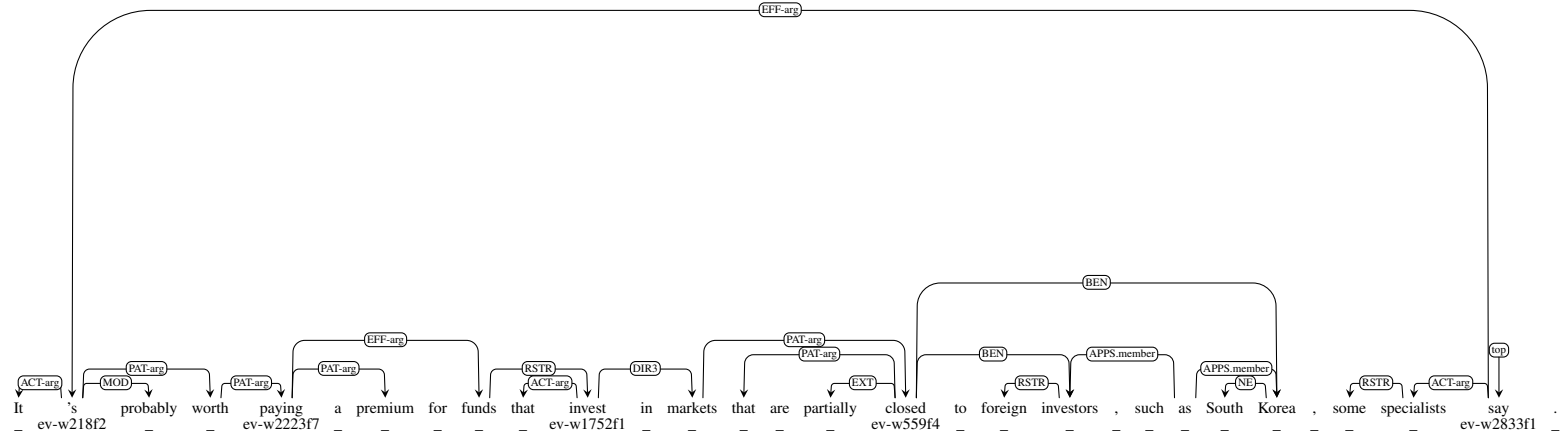 EFF-arg
BEN
EFF-arg PAT-arg
top
PAT-arg BEN APPS.member
PAT-arg PAT-arg RSTR DIR3 APPS.member
ACT-arg MOD PAT-arg ACT-arg EXT RSTR NE RSTR ACT-arg
It 's probably worth paying a premium for funds that invest in markets that are partially closed to foreign investors , such as South Korea , some specialists say .
_ ev-w218f2 _ _ ev-w2223f7 _ _ _ _ _ ev-w1752f1 _ _ _ _ _ ev-w559f4 _ _ _ _ _ _ _ _ _ _ _ ev-w2833f1 _